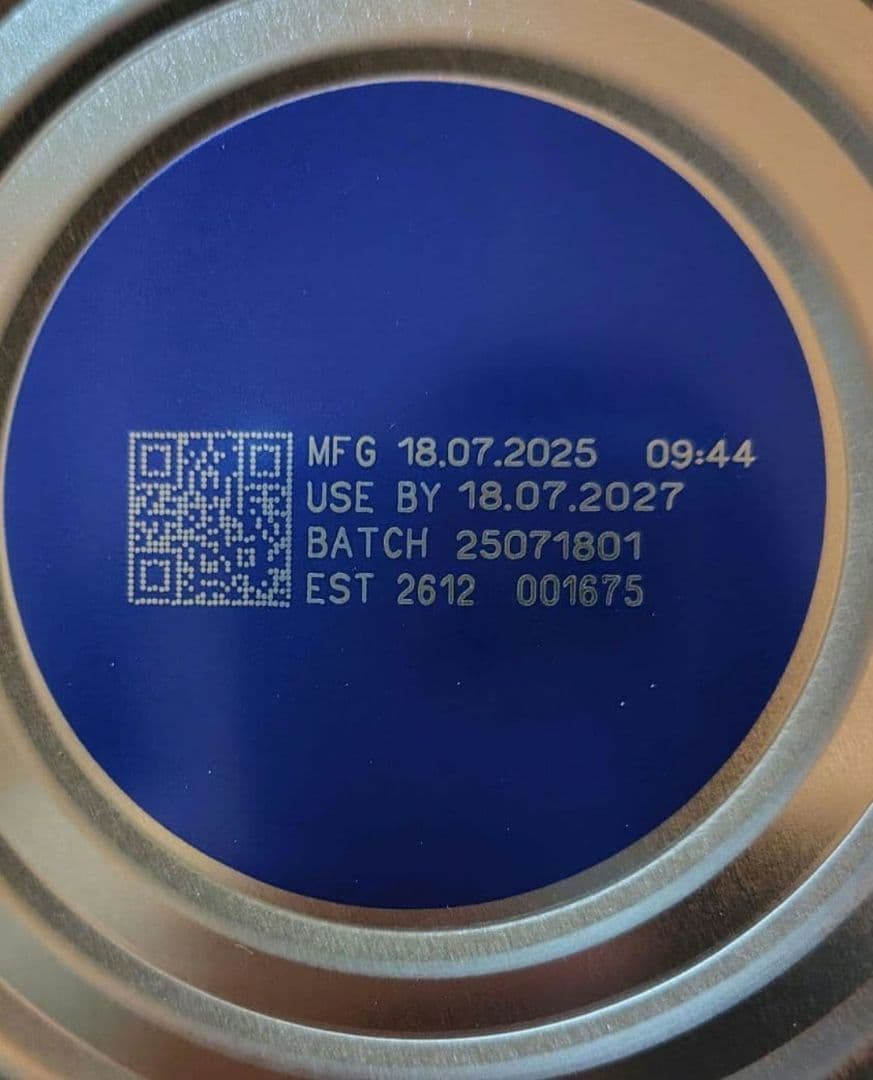 MFG 18.07.2025 09:44
USE BY 18.07.2027
BATCH 25071801
EST 2612 001675